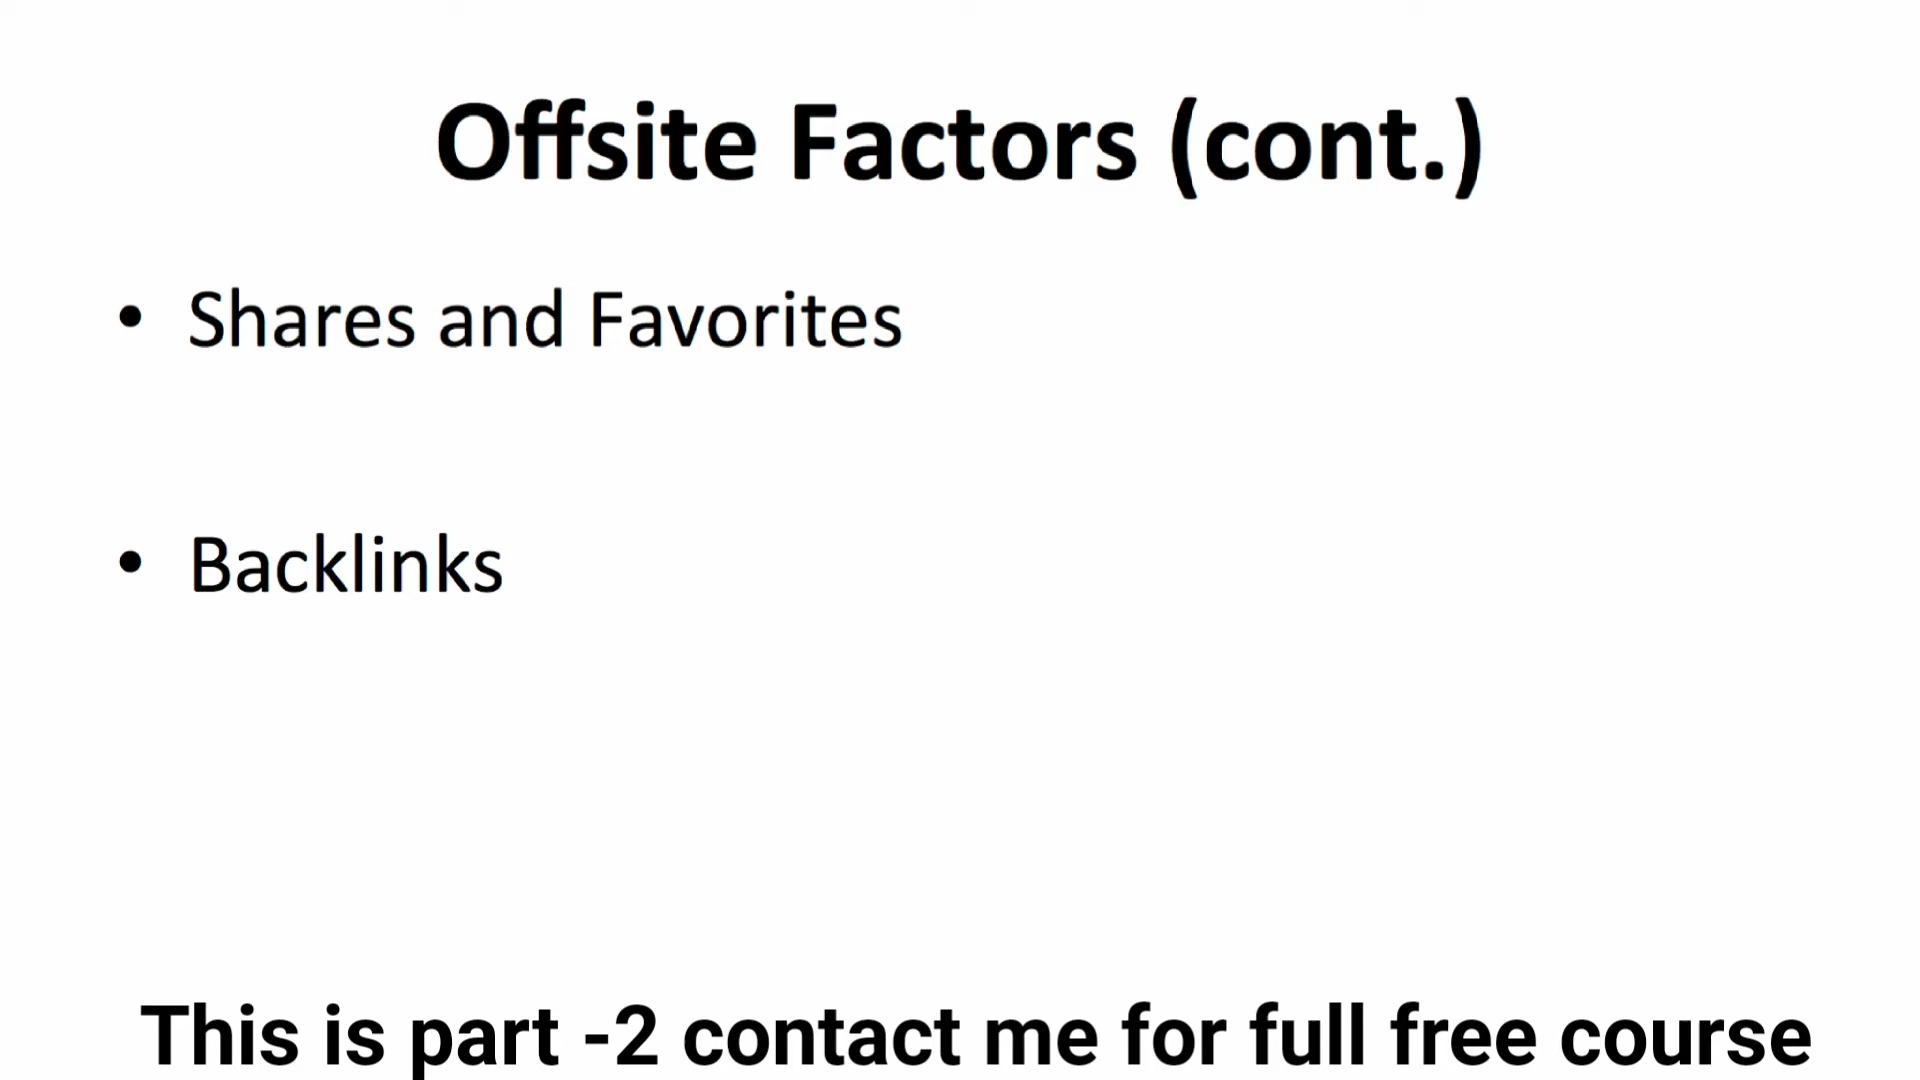 Offsite Factors (cont.)
• Shares and Favorites
• Backlinks
This is part -2 contact me for full free course